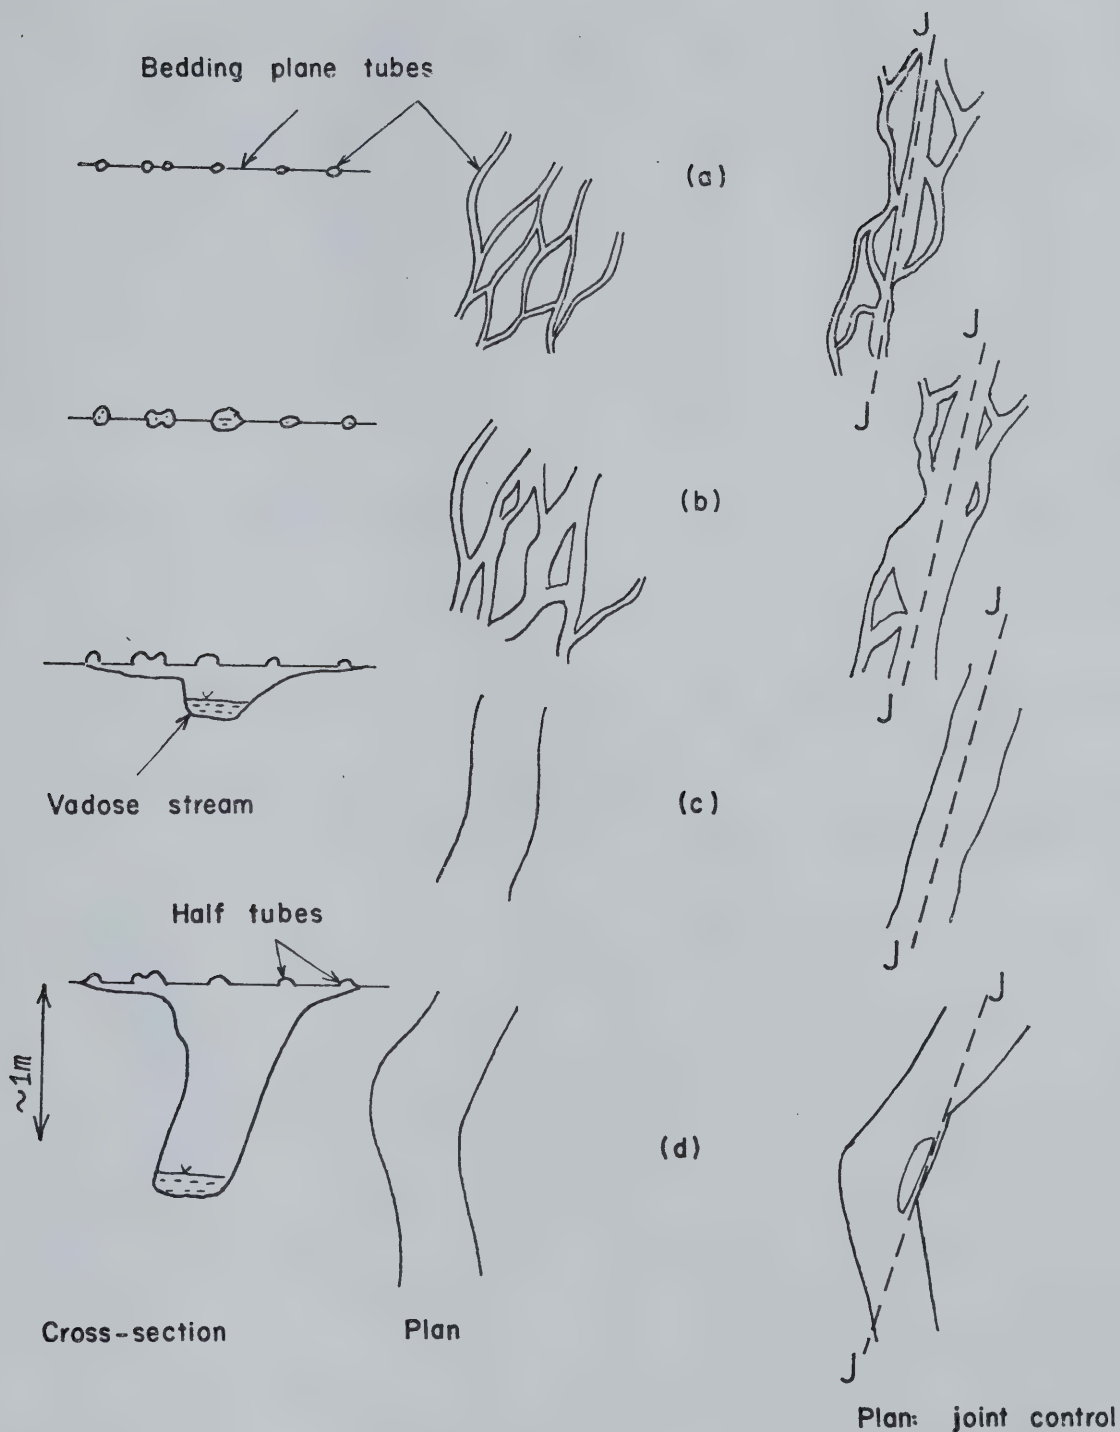 J
Bedding plane tubes
(a)
J
J
(b)
J
J
Vadose stream
(c)
Half tubes
J
J
~1m
(d)
Cross-section
Plan
J
Plan: joint control